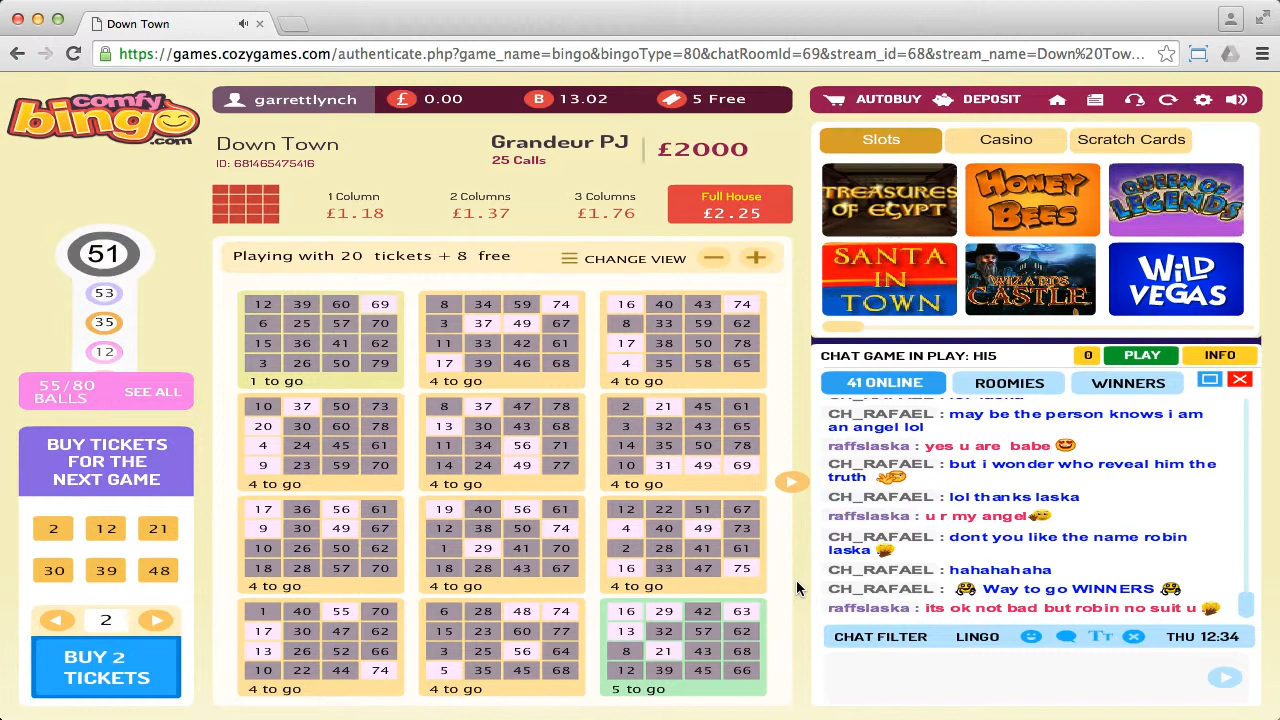 Down Town
https://games.cozygames.com/authenticate.php?game_name=bingo&bingoType=80&chatRoomId=69&stream_id=68&stream_name=Down%20Tow...
comfy
bingo
.com
garrettlynch
£ 0.00
B 13.02
5 Free
AUTOBUY
DEPOSIT
Down Town
ID: 681465475416
Grandeur PJ
25 Calls
£2000
1 Column
£1.18
2 Columns
£1.37
3 Columns
£1.76
Full House
£2.25
Slots
Casino
Scratch Cards
TREASURES
OF EGYPT
HONEY
BEES
QUEEN OF
LEGENDS
SANTA
IN
TOWN
WIZARD'S
CASTLE
WILD
VEGAS
51
53
35
12
55/80
BALLS
SEE ALL
BUY TICKETS
FOR THE
NEXT GAME
2 12 21
30 39 48
2
BUY 2
TICKETS
Playing with 20 tickets + 8 free
CHANGE VIEW
12 39 60 69
6 25 57 70
15 36 41 62
3 26 50 79
1 to go
8 34 59 74
3 37 49 67
11 33 42 61
17 39 46 68
4 to go
16 40 43 74
8 33 59 62
17 38 50 78
4 35 58 65
4 to go
10 37 50 73
20 30 60 78
4 24 45 61
9 23 59 70
4 to go
8 37 47 78
13 30 43 68
11 34 56 71
14 24 49 77
4 to go
2 21 45 61
3 32 43 65
14 35 50 78
10 31 49 69
4 to go
17 36 56 61
9 30 49 67
10 26 50 62
18 28 57 70
4 to go
19 40 56 61
12 38 50 74
1 29 41 70
18 28 43 67
4 to go
12 22 51 67
4 40 49 73
2 28 41 61
16 33 47 75
4 to go
1 40 55 70
17 30 47 62
13 26 52 66
10 22 44 74
4 to go
6 28 48 74
15 23 60 77
3 25 56 64
5 35 45 68
4 to go
16 29 42 63
13 32 57 62
8 21 43 68
12 39 45 66
5 to go
CHAT GAME IN PLAY: HI5
0
PLAY
INFO
41 ONLINE
ROOMIES
WINNERS
CH_RAFAEL : may be the person knows i am
an angel lol
raffslaska : yes u are babe
CH_RAFAEL : but i wonder who reveal him the
truth
CH_RAFAEL : lol thanks laska
raffslaska : u r my angel
CH_RAFAEL : dont you like the name robin
laska
CH_RAFAEL : hahahahaha
CH_RAFAEL : Way to go WINNERS
raffslaska : its ok not bad but robin no suit u
CHAT FILTER
LINGO
TT
THU 12:34